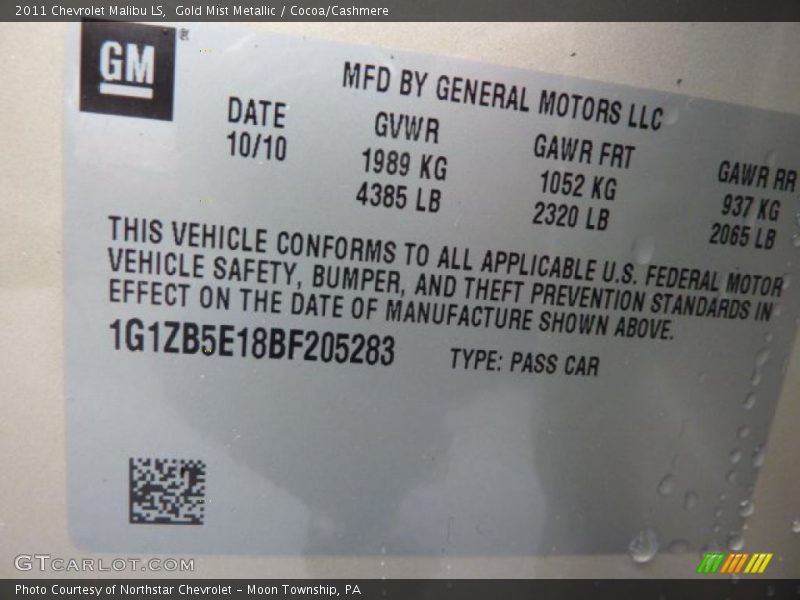 2011 Chevrolet Malibu LS, Gold Mist Metallic / Cocoa/Cashmere
GM ®
MFD BY GENERAL MOTORS LLC
DATE GVWR GAWR FRT GAWR RR
10/10 1989 KG 1052 KG 937 KG
4385 LB 2320 LB 2065 LB
THIS VEHICLE CONFORMS TO ALL APPLICABLE U.S. FEDERAL MOTOR
VEHICLE SAFETY, BUMPER, AND THEFT PREVENTION STANDARDS IN
EFFECT ON THE DATE OF MANUFACTURE SHOWN ABOVE.
1G1ZB5E18BF205283 TYPE: PASS CAR
GTCARLOT.COM
Photo Courtesy of Northstar Chevrolet - Moon Township, PA